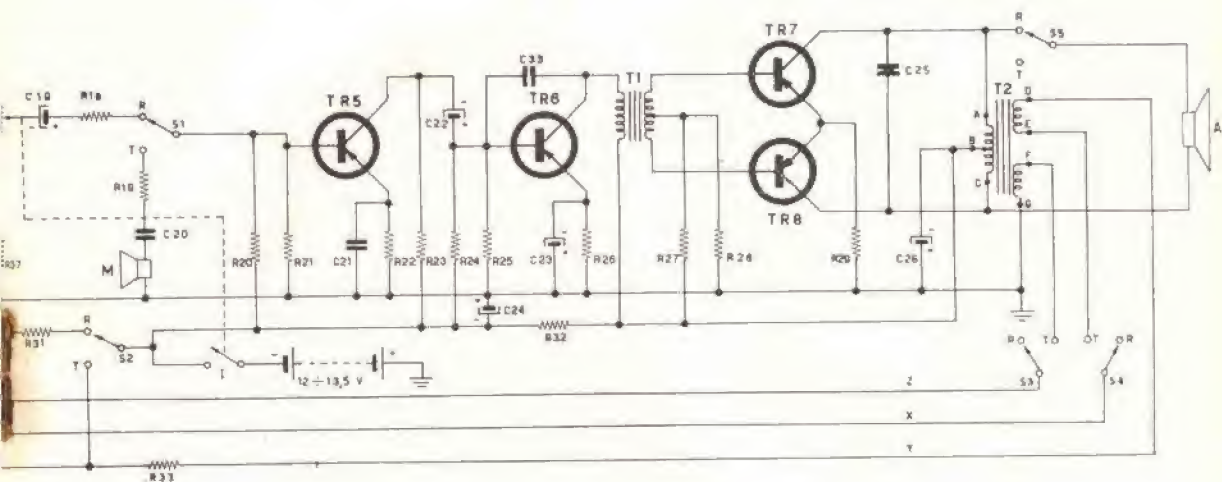 TR7
R
S5
C33
C25
T
T1
T2
D
C19
R18
TR5
TR6
A
E
R
S1
C22
B
A
T
F
C
R19
G
TR8
C20
R37
M
R20
R21
C21
R22
R23
R24
R25
C23
R26
R27
R28
R29
C26
C24
R31
R
R32
S2
R
T
T
R
T
I
12 ÷ 13,5 V
S3
S4
Z
X
Y
R33